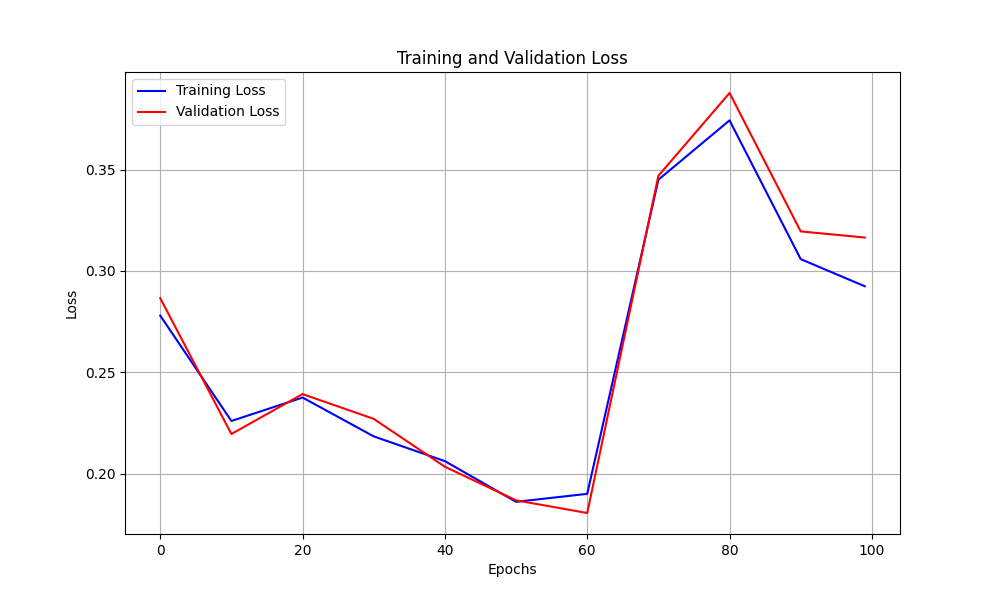 Training and Validation Loss
Training Loss
Validation Loss
0.35
0.30
0.25
0.20
Loss
0 20 40 60 80 100
Epochs